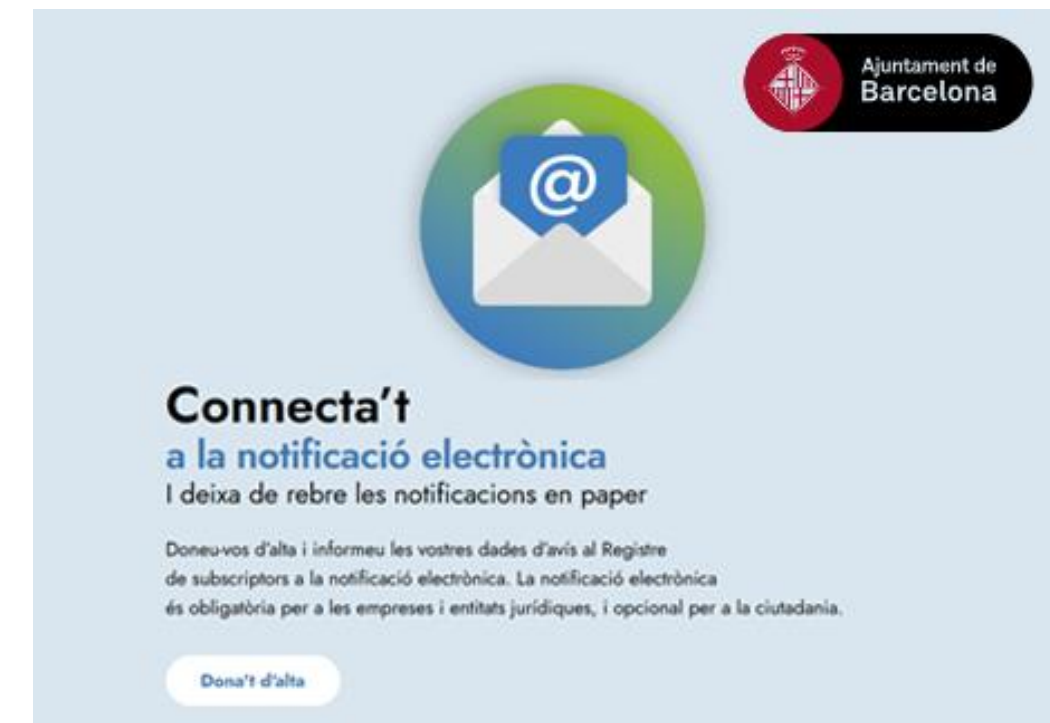 Ajuntament de
Barcelona
@
Connecta't
a la notificació electrònica
I deixa de rebre les notificacions en paper
Doneu-vos d'alta i informeu les vostres dades d'avís al Registre
de subscriptors a la notificació electrònica. La notificació electrònica
és obligatòria per a les empreses i entitats jurídiques, i opcional per a la ciutadania.
Dona't d'alta